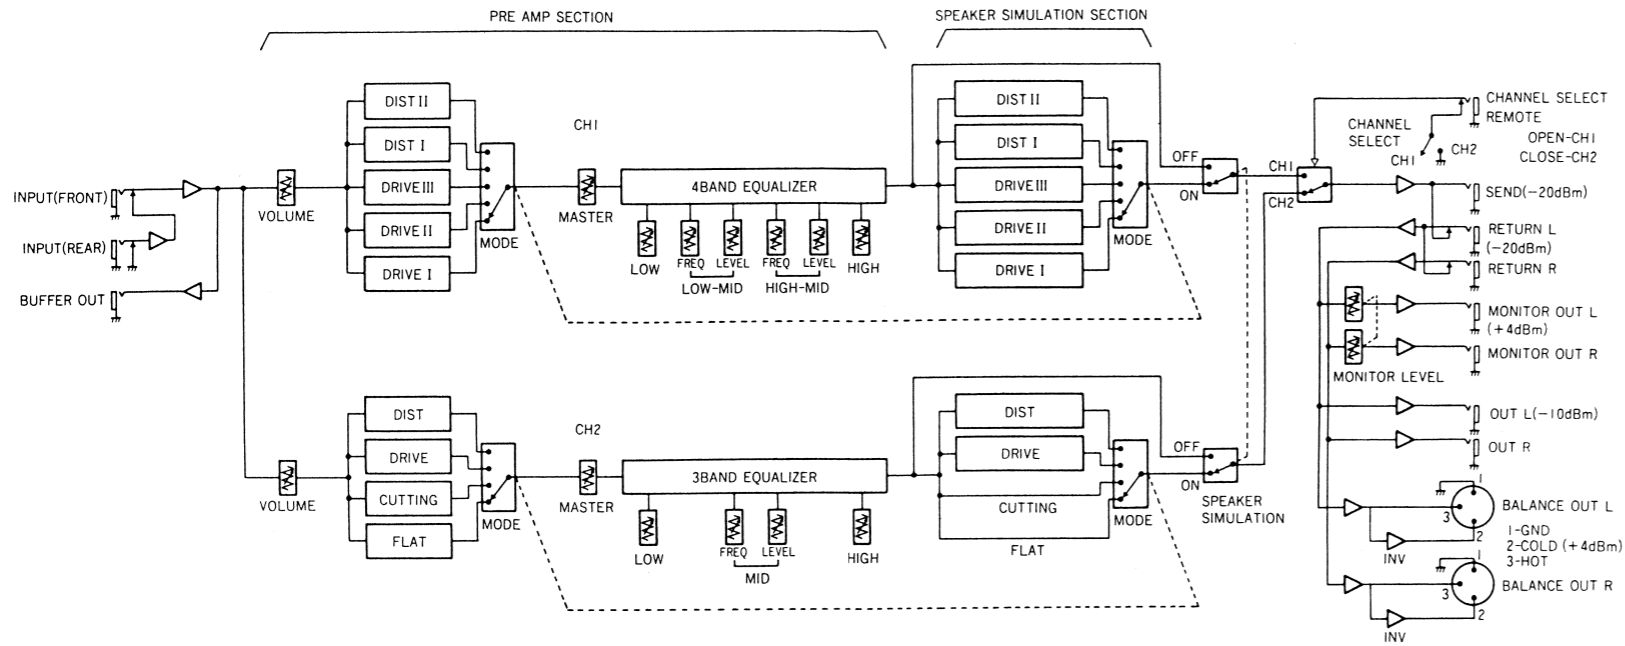 PRE AMP SECTION
SPEAKER SIMULATION SECTION
INPUT(FRONT)
INPUT(REAR)
BUFFER OUT
VOLUME
DIST II
DIST I
DRIVE III
DRIVE II
DRIVE I
MODE
CH1
MASTER
4BAND EQUALIZER
LOW
FREQ
LEVEL
LOW-MID
FREQ
LEVEL
HIGH-MID
HIGH
DIST II
DIST I
DRIVE III
DRIVE II
DRIVE I
MODE
OFF
ON
VOLUME
DIST
DRIVE
CUTTING
FLAT
MODE
CH2
MASTER
3BAND EQUALIZER
LOW
FREQ
LEVEL
MID
HIGH
DIST
DRIVE
CUTTING
FLAT
MODE
OFF
ON
SPEAKER
SIMULATION
CH1
CH2
CHANNEL
SELECT
CH1
CH2
CHANNEL SELECT
REMOTE
OPEN-CH1
CLOSE-CH2
SEND(-20dBm)
RETURN L
(-20dBm)
RETURN R
MONITOR OUT L
(+4dBm)
MONITOR OUT R
MONITOR LEVEL
OUT L(-10dBm)
OUT R
1
3
2
INV
BALANCE OUT L
1-GND
2-COLD (+4dBm)
3-HOT
1
3
2
INV
BALANCE OUT R